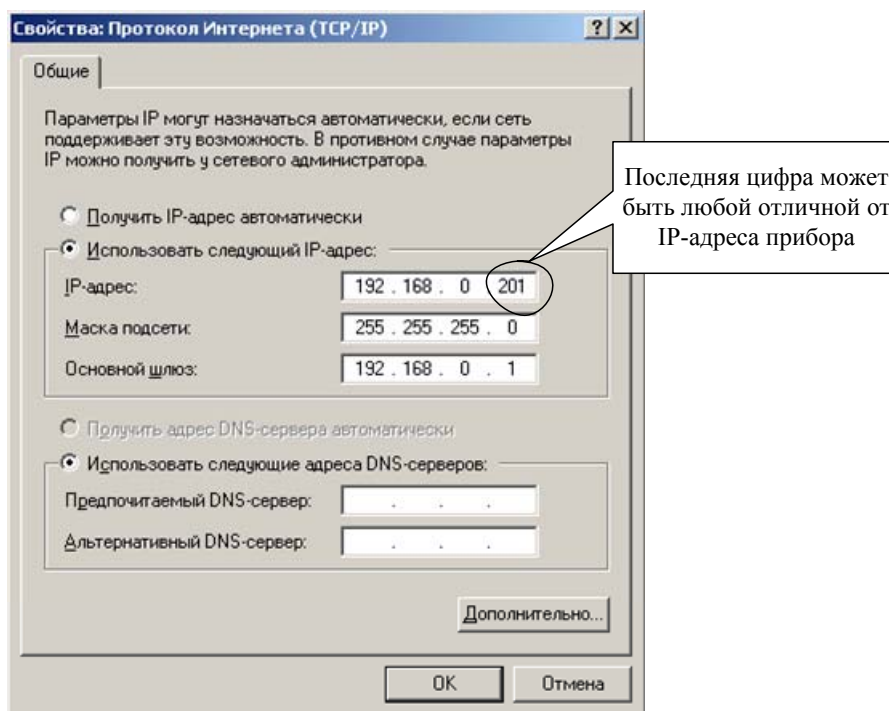 Свойства: Протокол Интернета (TCP/IP)
Общие
Параметры IP могут назначаться автоматически, если сеть
поддерживает эту возможность. В противном случае параметры
IP можно получить у сетевого администратора.
Последняя цифра может
быть любой отличной от
IP-адреса прибора
Получить IP-адрес автоматически
Использовать следующий IP-адрес:
IP-адрес: 192 . 168 . 0 . 201
Маска подсети: 255 . 255 . 255 . 0
Основной шлюз: 192 . 168 . 0 . 1
Получить адрес DNS-сервера автоматически
Использовать следующие адреса DNS-серверов:
Предпочитаемый DNS-сервер: . . .
Альтернативный DNS-сервер: . . .
Дополнительно...
OK Отмена